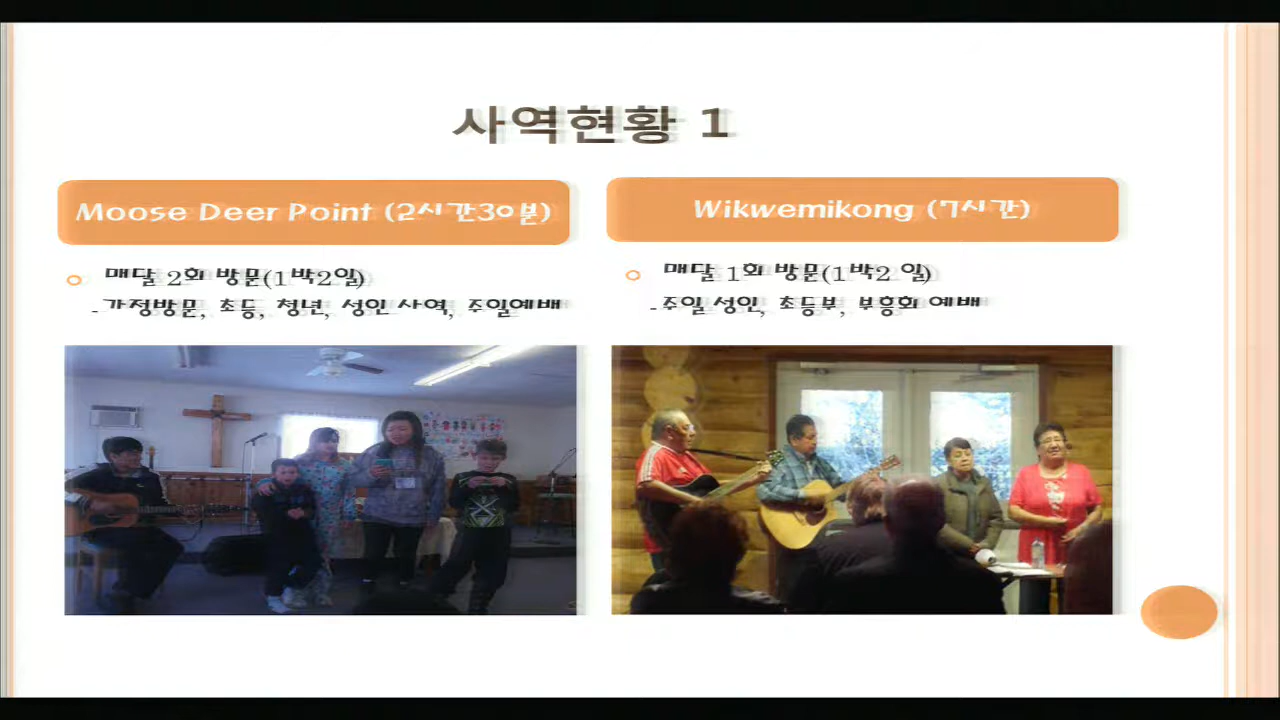 사역현황 1
Moose Deer Point (2시간30분)
매달 2회 방문(1박2일)
- 가정방문, 초등, 청년, 성인 사역, 주일예배
Wikwemikong (7시간)
매달 1회 방문(1박2 일)
- 주일 성인, 초등부, 부흥회 예배